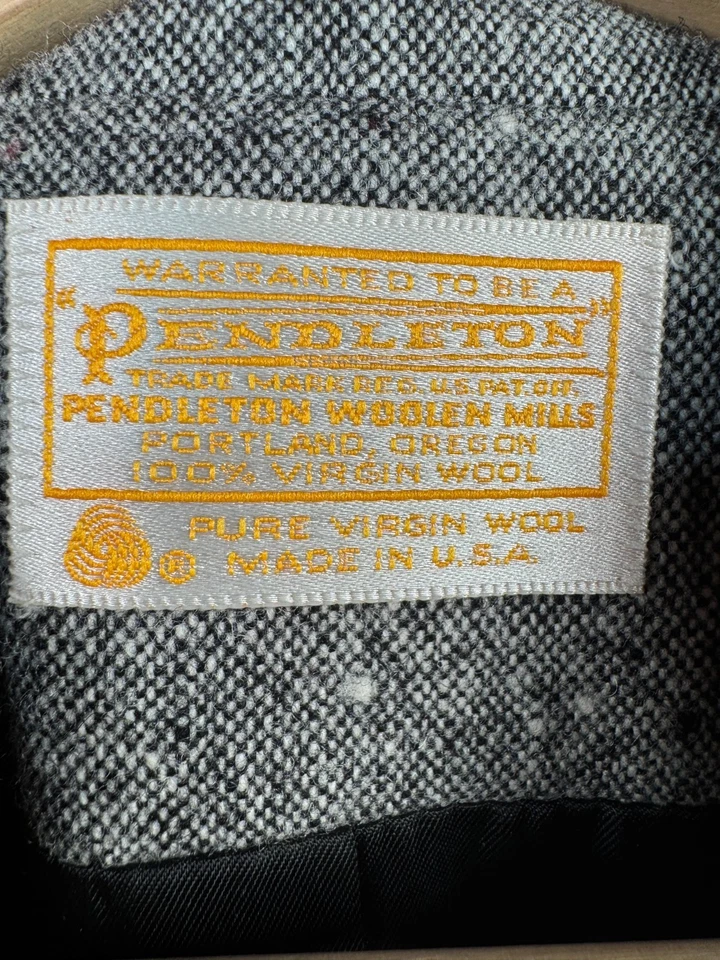 WARRANTED TO BE A
"PENDLETON"
TRADE MARK REG. U.S. PAT. OFF.
PENDLETON WOOLEN MILLS
PORTLAND, OREGON
100% VIRGIN WOOL
PURE VIRGIN WOOL
® MADE IN U.S.A.